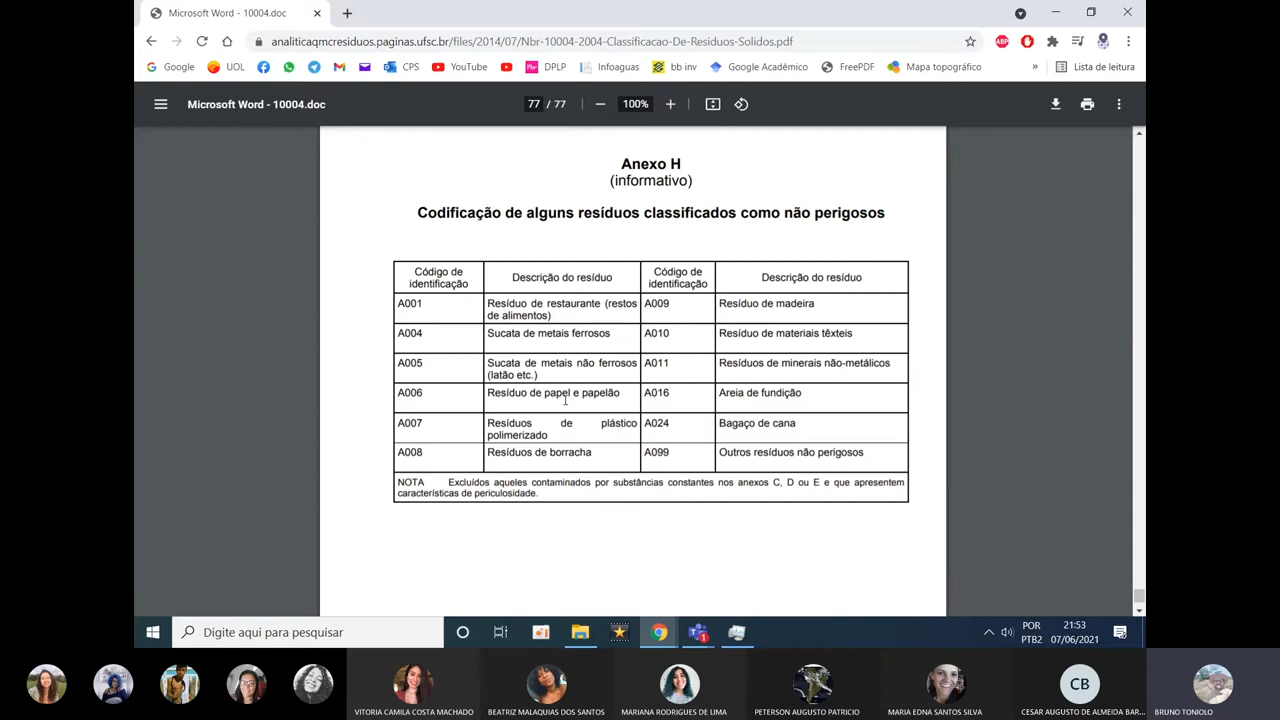 Microsoft Word - 10004.doc
analiticaqmcresiduos.paginas.ufsc.br/files/2014/07/Nbr-10004-2004-Classificacao-De-Residuos-Solidos.pdf
Google UOL CPS YouTube DPLP Infoaguas bb inv Google Acadêmico FreePDF Mapa topográfico » Lista de leitura
Microsoft Word - 10004.doc 77 / 77 100%
Anexo H
(informativo)
Codificação de alguns resíduos classificados como não perigosos
Código de identificação Descrição do resíduo Código de identificação Descrição do resíduo
A001 Resíduo de restaurante (restos de alimentos) A009 Resíduo de madeira
A004 Sucata de metais ferrosos A010 Resíduo de materiais têxteis
A005 Sucata de metais não ferrosos (latão etc.) A011 Resíduos de minerais não-metálicos
A006 Resíduo de papel e papelão A016 Areia de fundição
A007 Resíduos de plástico polimerizado A024 Bagaço de cana
A008 Resíduos de borracha A099 Outros resíduos não perigosos
NOTA Excluídos aqueles contaminados por substâncias constantes nos anexos C, D ou E e que apresentem
características de periculosidade.
Digite aqui para pesquisar
POR 21:53
PTB2 07/06/2021
CB
VITORIA CAMILA COSTA MACHADO BEATRIZ MALAQUIAS DOS SANTOS MARIANA RODRIGUES DE LIMA PETERSON AUGUSTO PATRICIO MARIA EDNA SANTOS SILVA CESAR AUGUSTO DE ALMEIDA BAR... BRUNO TONIOLO